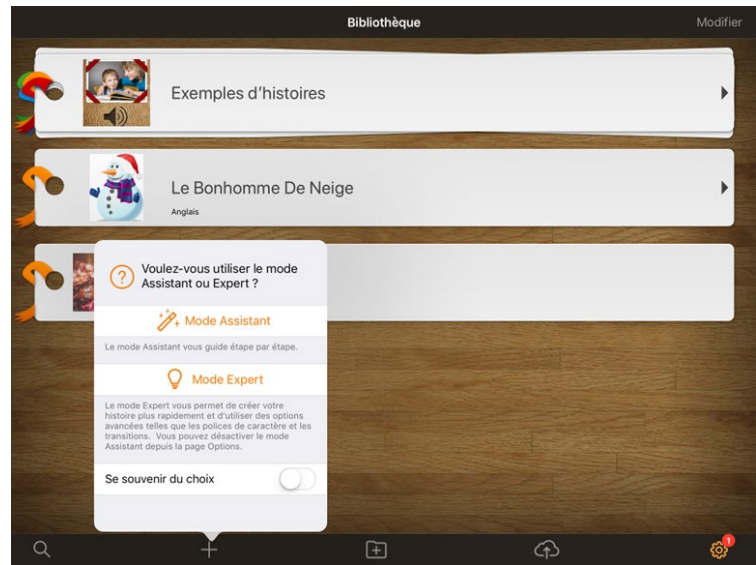 Bibliothèque
Modifier
Exemples d'histoires
Le Bonhomme De Neige
Anglais
Voulez-vous utiliser le mode
Assistant ou Expert ?
Mode Assistant
Le mode Assistant vous guide étape par étape.
Mode Expert
Le mode Expert vous permet de créer votre
histoire plus rapidement et d'utiliser des options
avancées telles que les polices de caractère et les
transitions. Vous pouvez désactiver le mode
Assistant depuis la page Options.
Se souvenir du choix
1